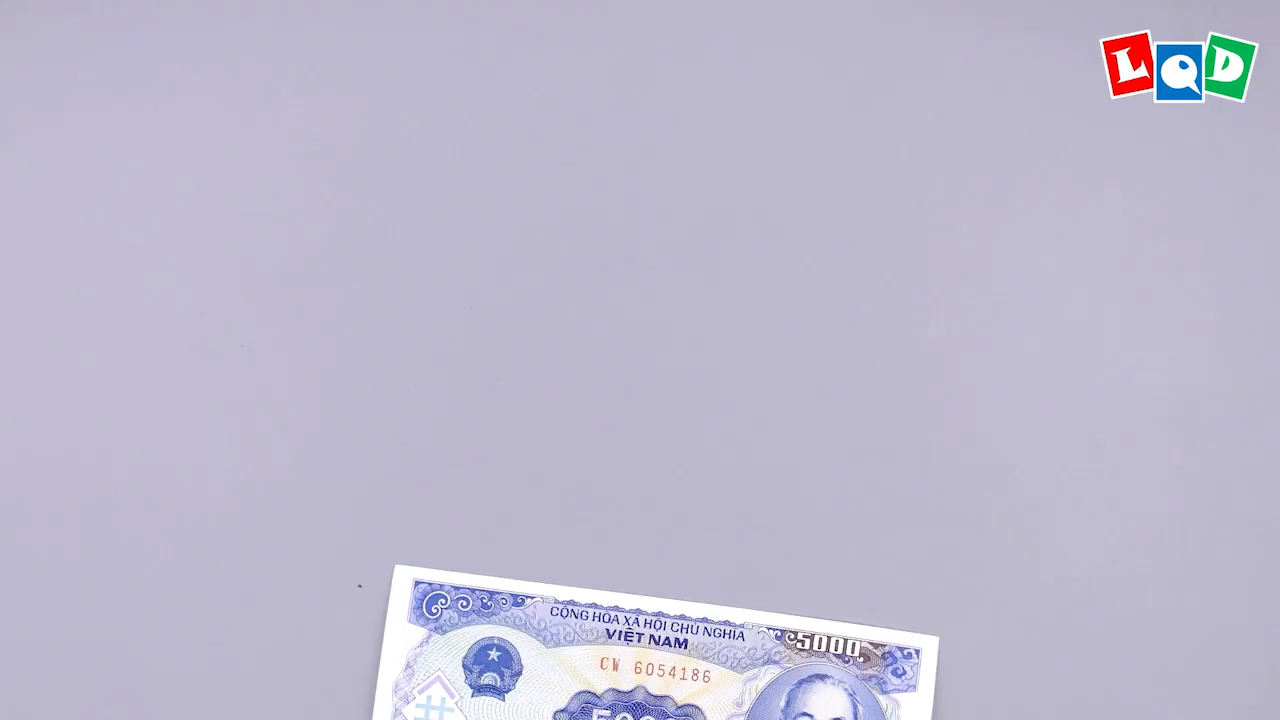 LQD
CỘNG HÒA XÃ HỘI CHỦ NGHĨA
VIỆT NAM
5000
CW 6054186